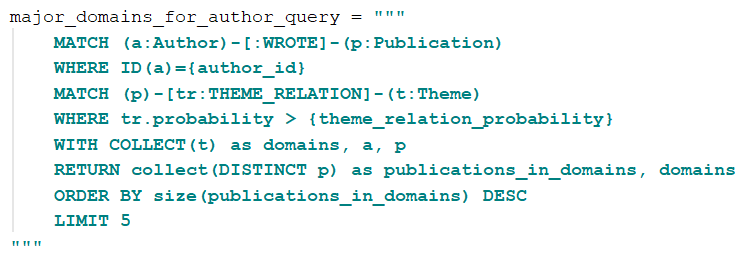 major_domains_for_author_query = """
    MATCH (a:Author)-[:WROTE]-(p:Publication)
    WHERE ID(a)={author_id}
    MATCH (p)-[tr:THEME_RELATION]-(t:Theme)
    WHERE tr.probability > {theme_relation_probability}
    WITH COLLECT(t) as domains, a, p
    RETURN collect(DISTINCT p) as publications_in_domains, domains
    ORDER BY size(publications_in_domains) DESC
    LIMIT 5
"""